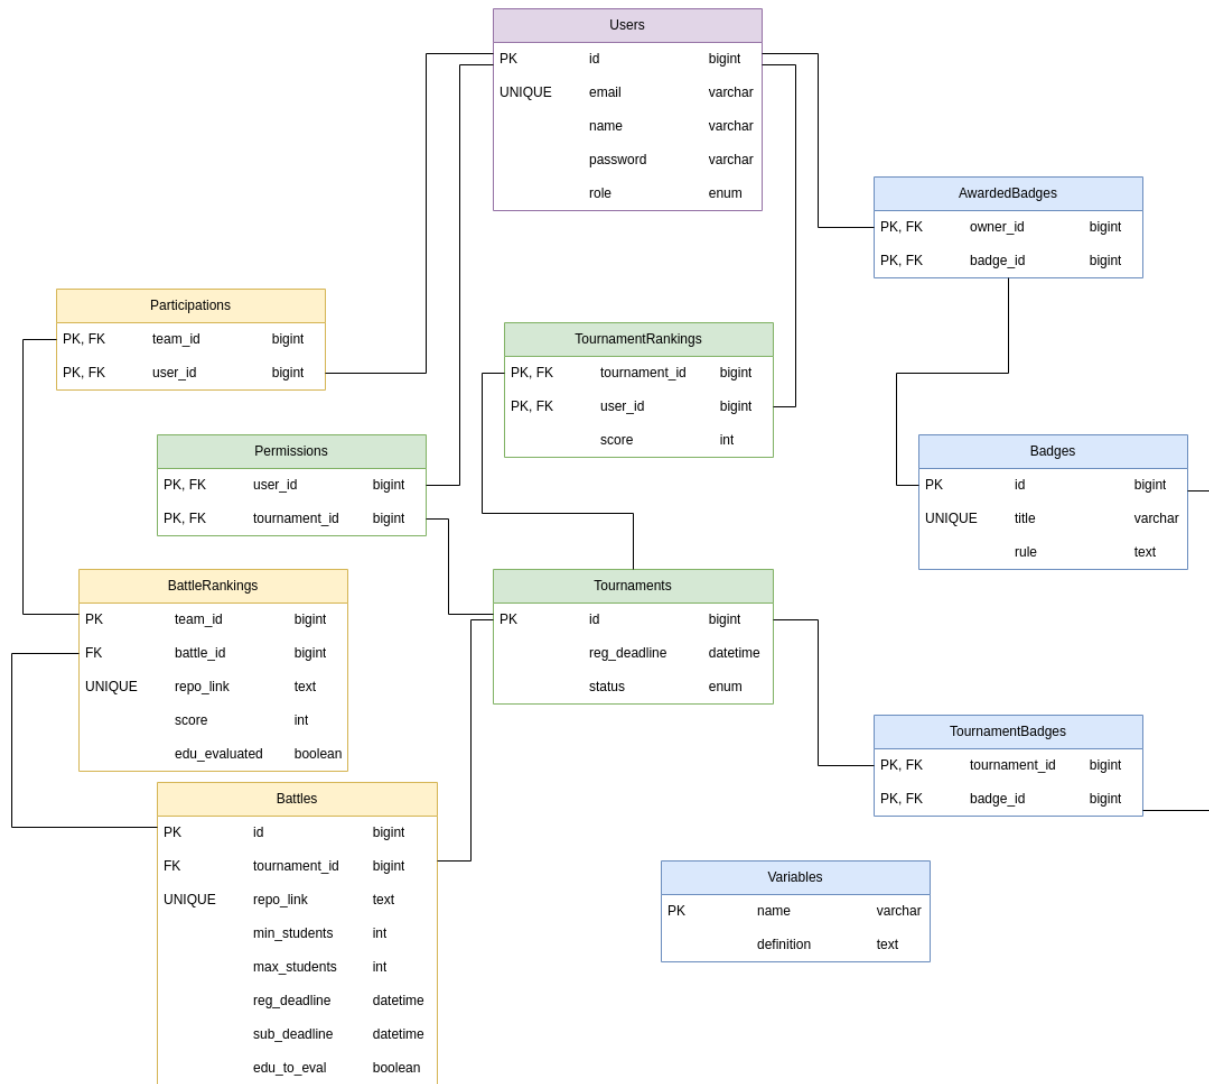 Users
PK id bigint
UNIQUE email varchar
name varchar
password varchar
role enum
AwardedBadges
PK, FK owner_id bigint
PK, FK badge_id bigint
Participations
PK, FK team_id bigint
PK, FK user_id bigint
TournamentRankings
PK, FK tournament_id bigint
PK, FK user_id bigint
score int
Permissions
PK, FK user_id bigint
PK, FK tournament_id bigint
Badges
PK id bigint
UNIQUE title varchar
rule text
BattleRankings
PK team_id bigint
FK battle_id bigint
UNIQUE repo_link text
score int
edu_evaluated boolean
Tournaments
PK id bigint
reg_deadline datetime
status enum
TournamentBadges
PK, FK tournament_id bigint
PK, FK badge_id bigint
Battles
PK id bigint
FK tournament_id bigint
UNIQUE repo_link text
min_students int
max_students int
reg_deadline datetime
sub_deadline datetime
edu_to_eval boolean
Variables
PK name varchar
definition text